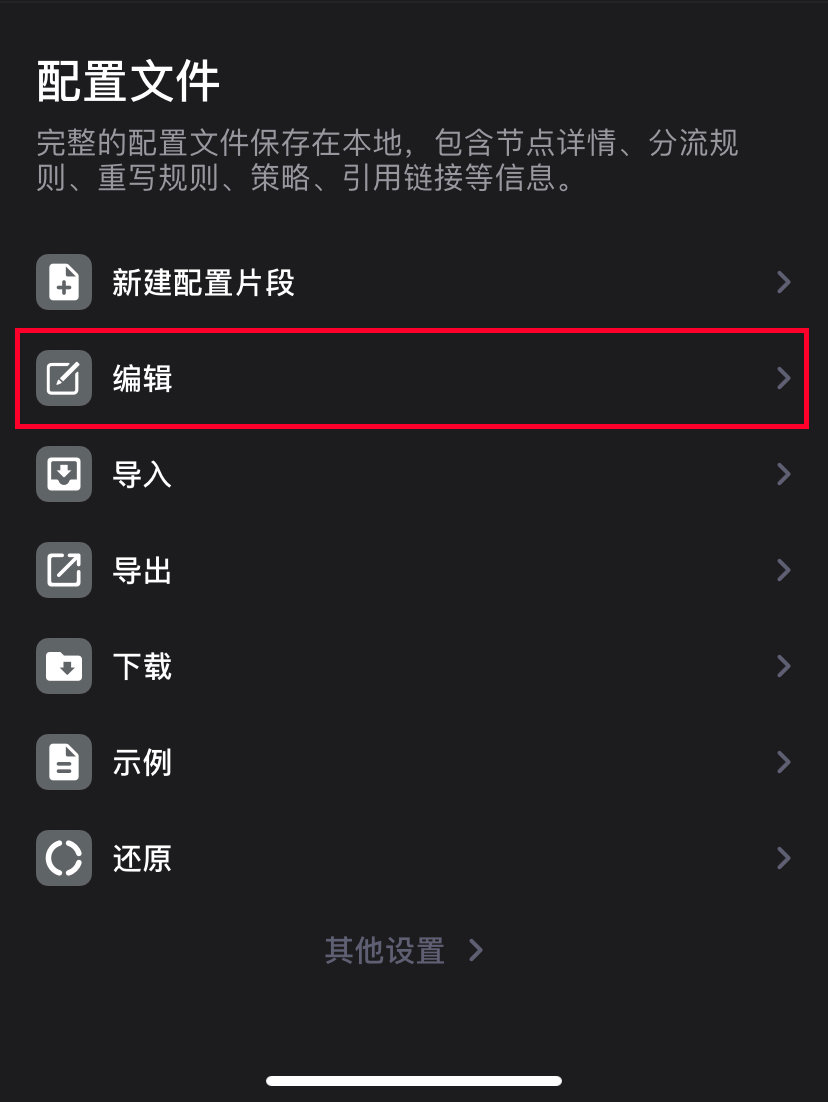 配置文件
完整的配置文件保存在本地，包含节点详情、分流规
则、重写规则、策略、引用链接等信息。
新建配置片段
编辑
导入
导出
下载
示例
还原
其他设置